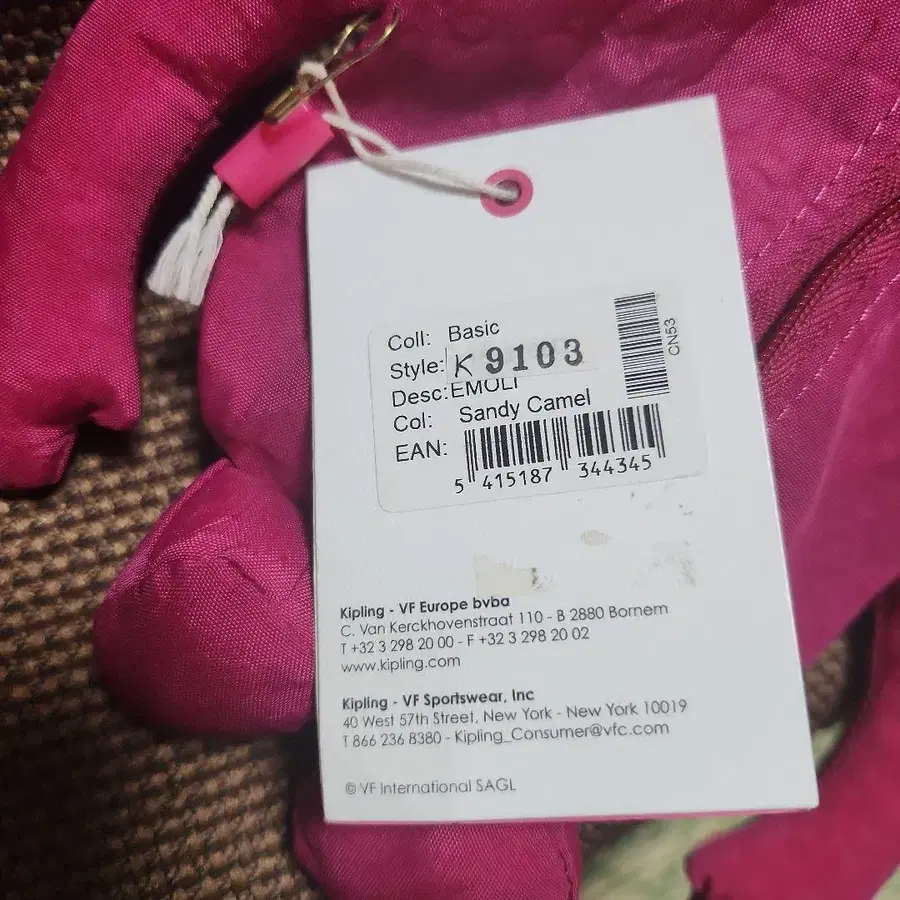 Coll: Basic
Style: K 9103
Desc: EMOLI
Col: Sandy Camel
EAN:
5 415187 344345
CN53
Kipling - VF Europe bvba
C. Van Kerckhovenstraat 110 - B 2880 Bornem
T +32 3 298 20 00 - F +32 3 298 20 02
www.kipling.com
Kipling - VF Sportswear, Inc
40 West 57th Street, New York - New York 10019
T 866 236 8380 - Kipling_Consumer@vfc.com
© VF International SAGL